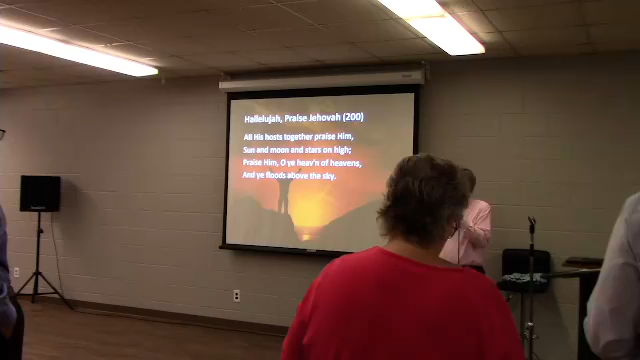 Hallelujah, Praise Jehovah (200)
All His hosts together praise Him,
Sun and moon and stars on high;
Praise Him, O ye heav'n of heavens,
And ye floods above the sky.